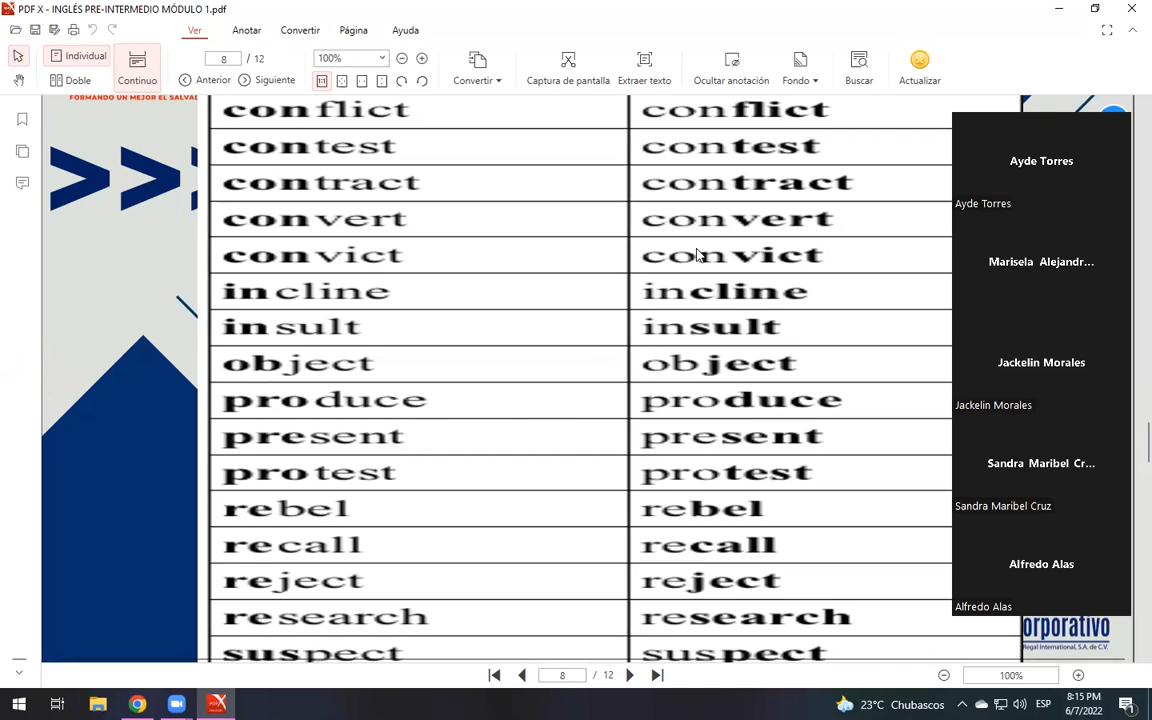 PDF X - INGLÉS PRE-INTERMEDIO MÓDULO 1.pdf
Ver Anotar Convertir Página Ayuda
Individual
Doble
Continuo
8 / 12
Anterior Siguiente
100%
Convertir
Captura de pantalla
Extraer texto
Ocultar anotación
Fondo
Buscar
Actualizar
FORMANDO UN MEJOR EL SALVAD
conflict conflict
contest contest
contract contract
convert convert
convict convict
incline incline
insult insult
object object
produce produce
present present
protest protest
rebel rebel
recall recall
reject reject
research research
suspect suspect
Ayde Torres
Ayde Torres
Marisela Alejandr...
Jackelin Morales
Jackelin Morales
Sandra Maribel Cr...
Sandra Maribel Cruz
Alfredo Alas
Alfredo Alas
orporativo
Regal International, S.A. de C.V.
8 / 12
100%
23°C Chubascos
ESP
8:15 PM
6/7/2022
1